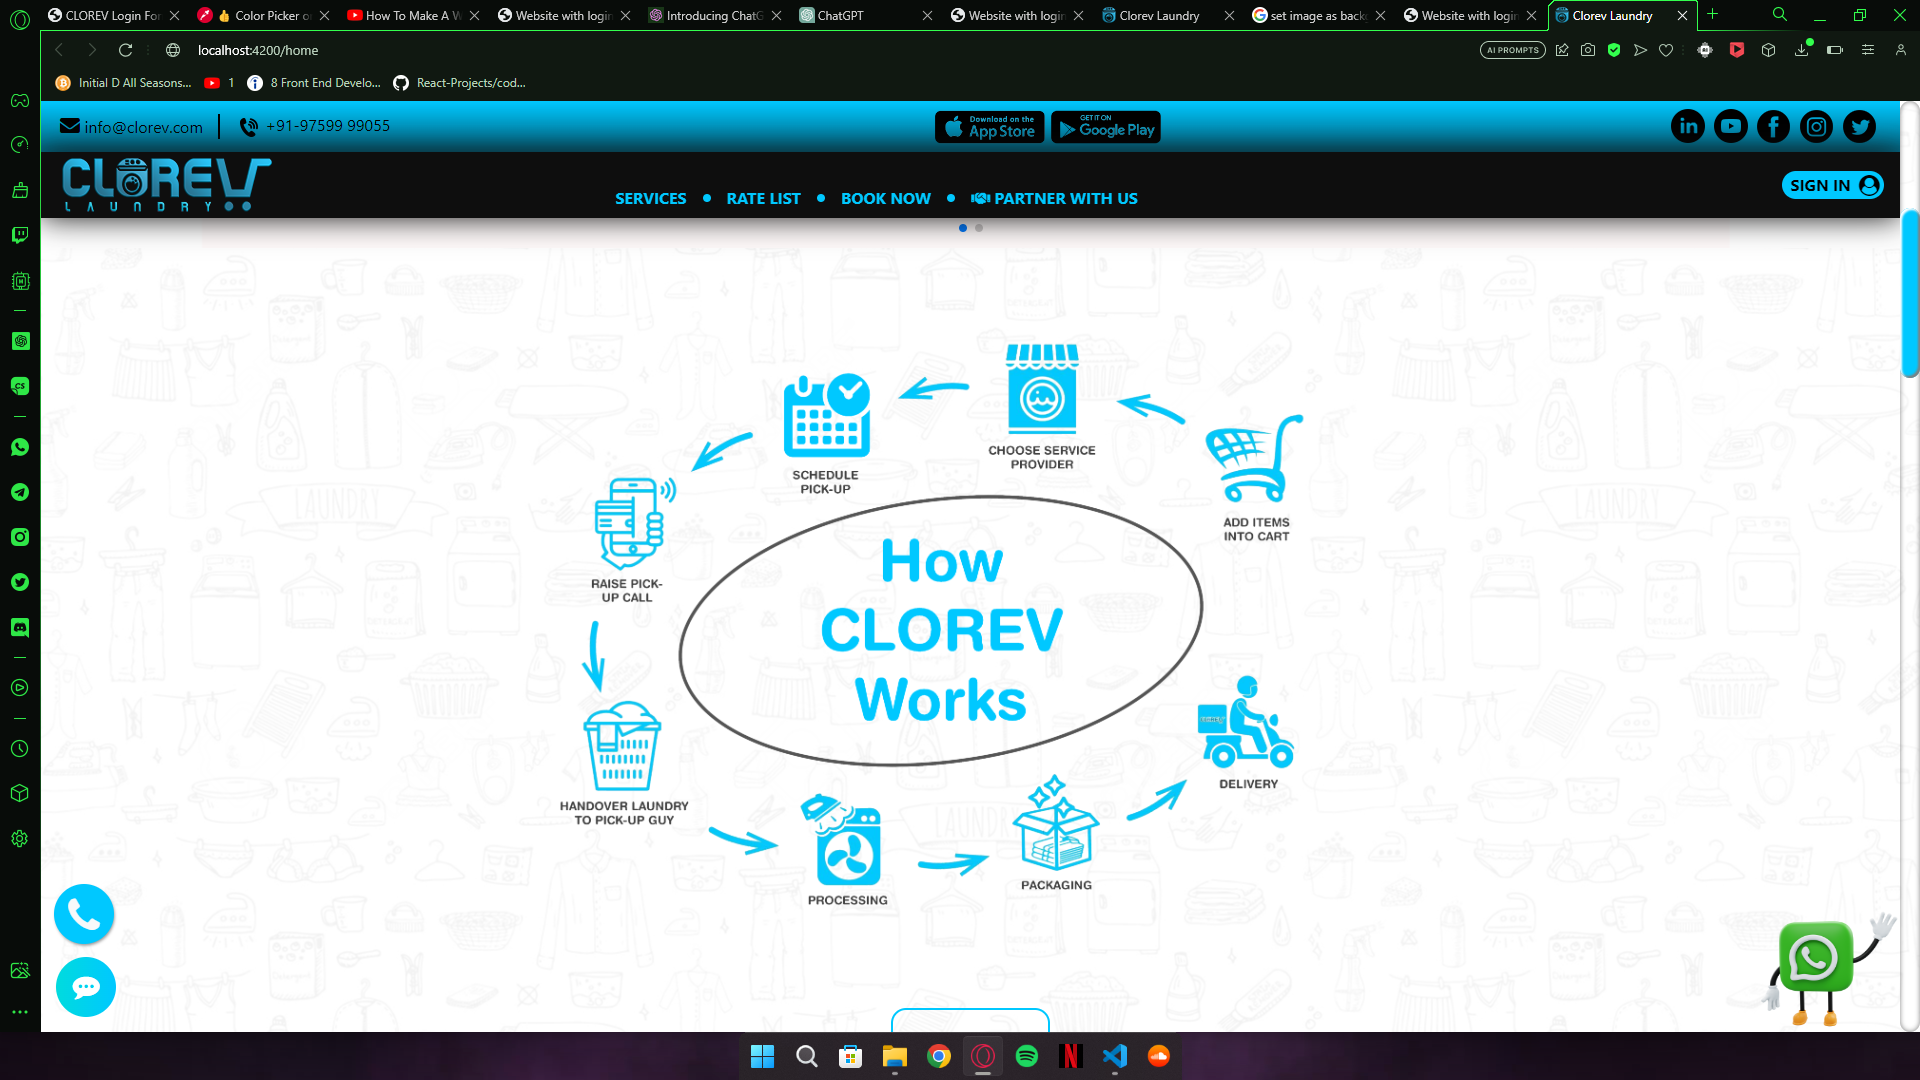 CLOREV Login For
👍 Color Picker o
How To Make A W
Website with login
Introducing ChatG
ChatGPT
Website with login
Clorev Laundry
set image as back
Website with login
Clorev Laundry
localhost:4200/home
AI PROMPTS
Initial D All Seasons...
1
8 Front End Develo...
React-Projects/cod...
info@clorev.com
+91-97599 99055
Download on the
App Store
GET IT ON
Google Play
CLOREV
LAUNDRY
SERVICES
RATE LIST
BOOK NOW
PARTNER WITH US
SIGN IN
CHOOSE SERVICE
PROVIDER
SCHEDULE
PICK-UP
ADD ITEMS
INTO CART
RAISE PICK-
UP CALL
How
CLOREV
Works
HANDOVER LAUNDRY
TO PICK-UP GUY
DELIVERY
PROCESSING
PACKAGING
LAUNDRY
LAUNDRY